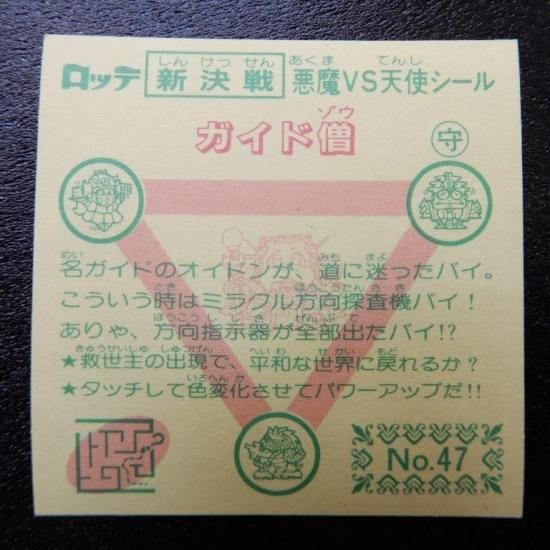 ロッテ 新決戦 悪魔VS天使シール
しんけっせん あくま てんし
ガイド僧
ゾウ
守
名ガイドのオイドンが、道に迷ったバイ。
めい みち まよ
こういう時はミラクル方向探査機バイ!
とき ほうこうたんさき
ありゃ、方向指示器が全部出たバイ!?
ほうこうしじき ぜんぶで
★救世主の出現で、平和な世界に戻れるか?
きゅうせいしゅ しゅつげん へいわ せかい もど
★タッチして色変化させてパワーアップだ!!
いろへんか
No.47